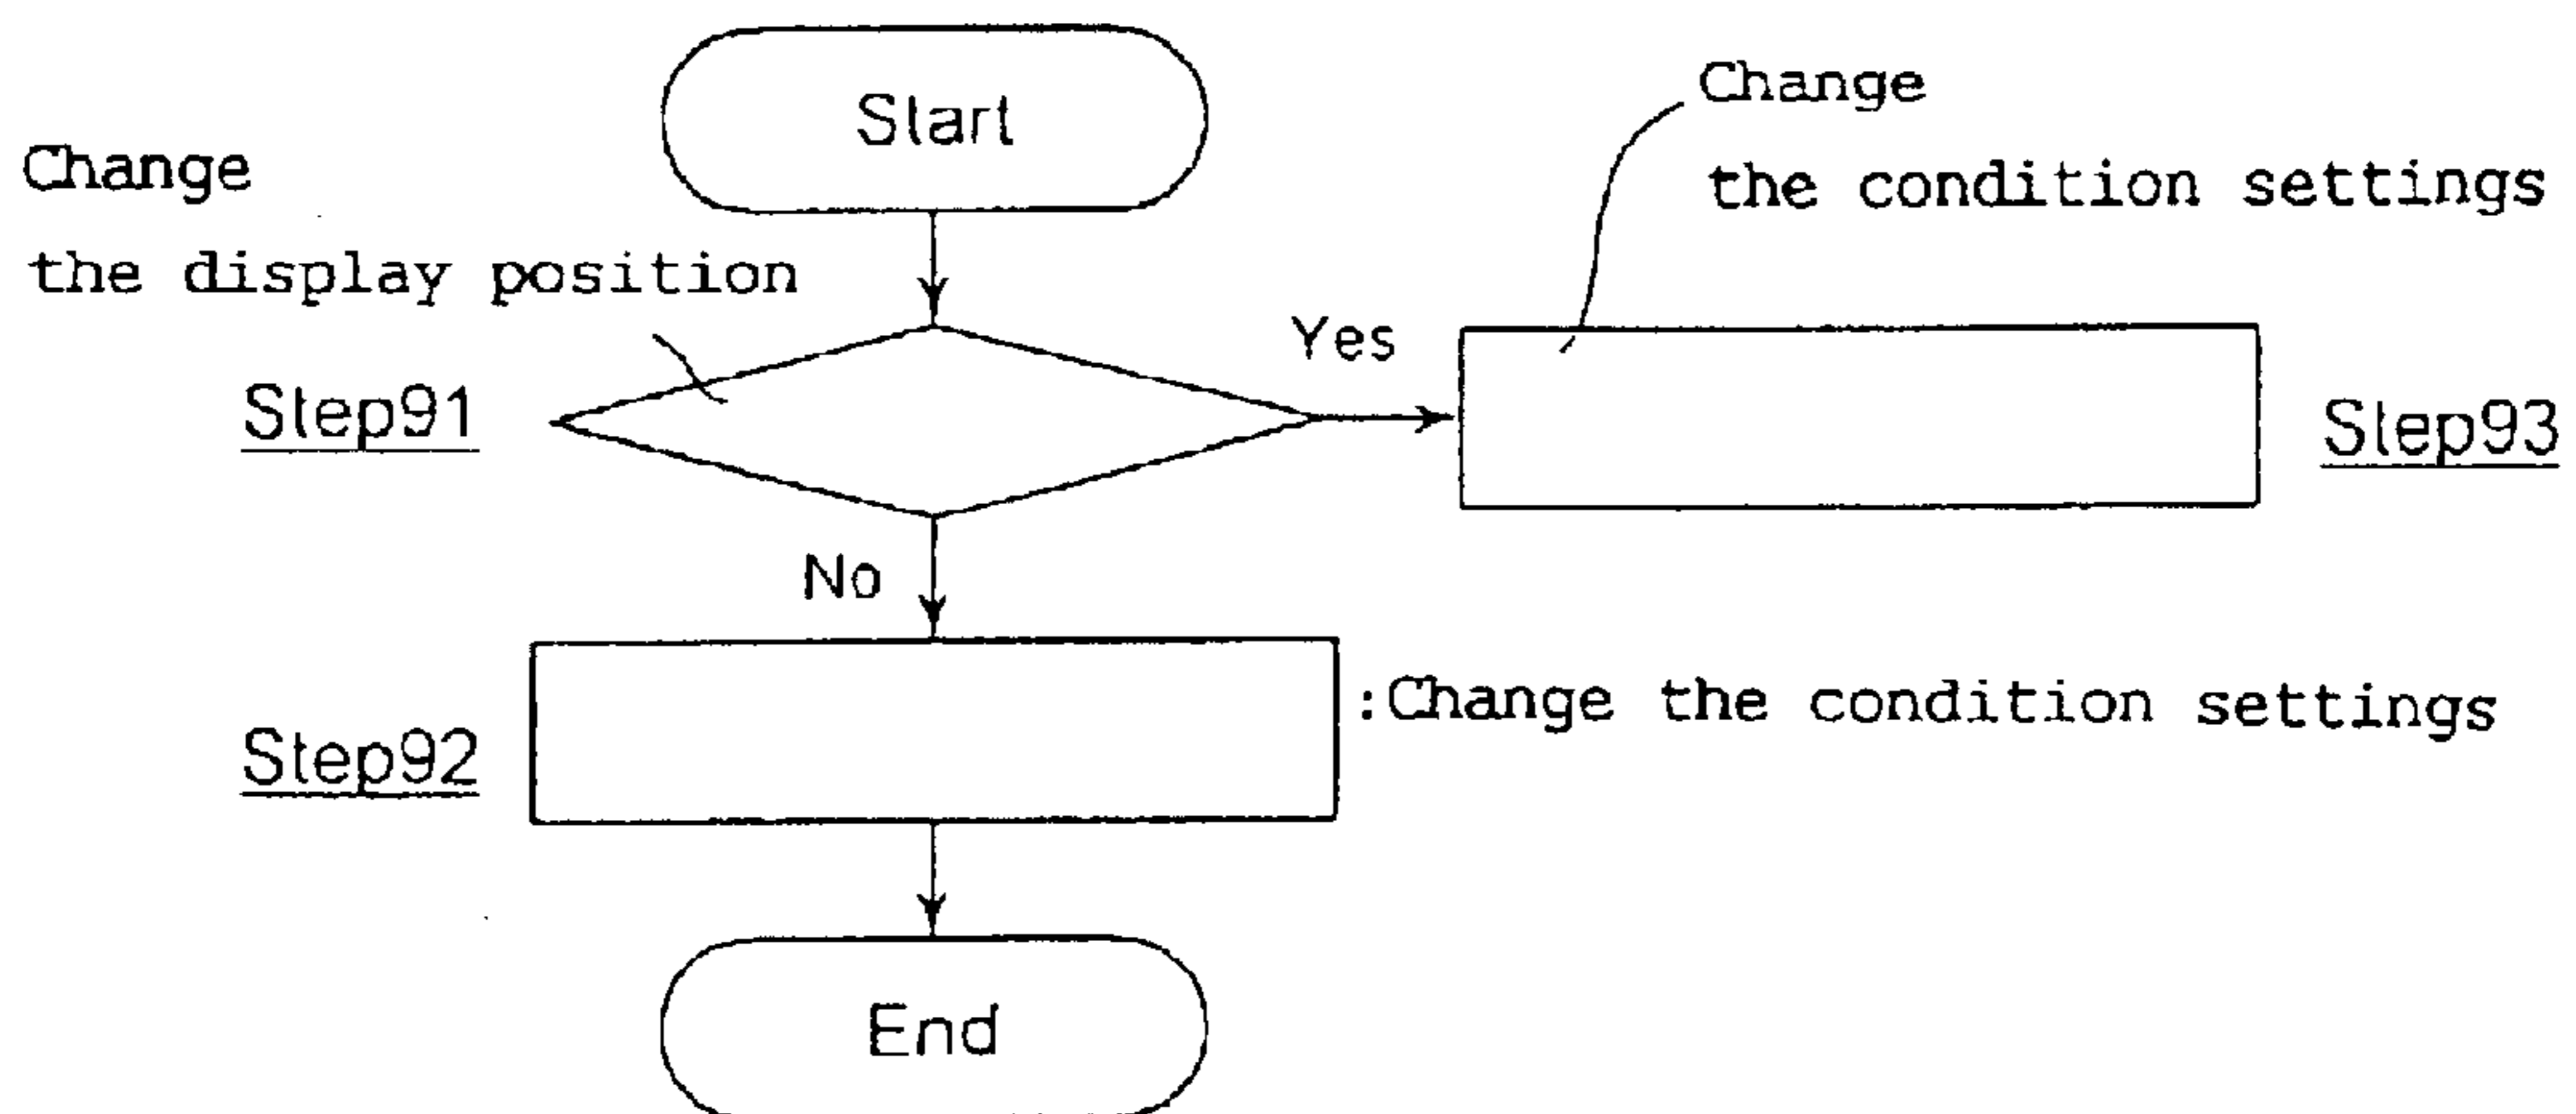 Start
Change
the display position
Change
the condition settings
Yes
Step91
Step93
No
:Change the condition settings
Step92
End